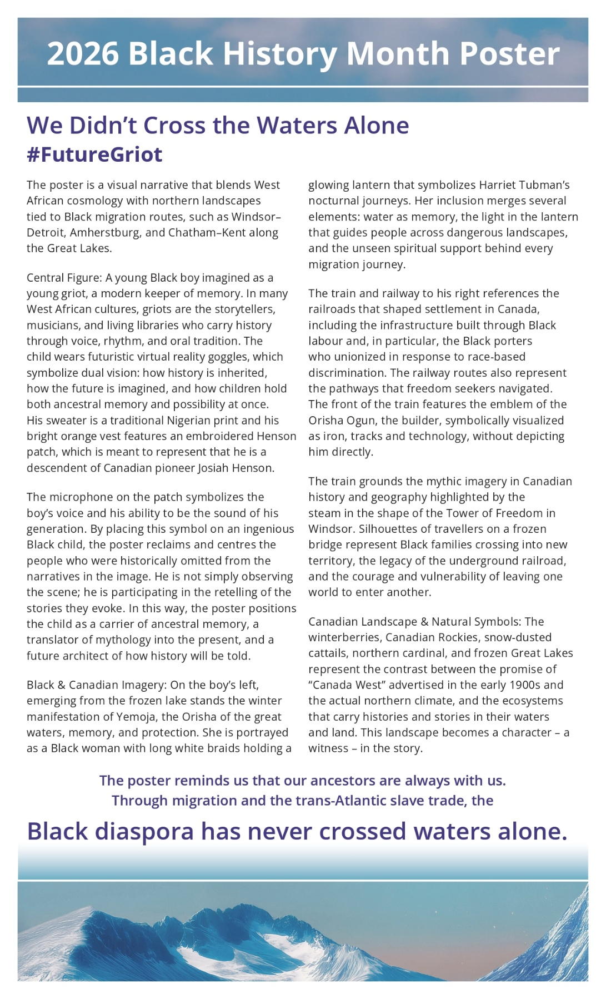 2026 Black History Month Poster
We Didn’t Cross the Waters Alone
#FutureGriot
The poster is a visual narrative that blends West
African cosmology with northern landscapes
tied to Black migration routes, such as Windsor–
Detroit, Amherstburg, and Chatham–Kent along
the Great Lakes.
Central Figure: A young Black boy imagined as a
young griot, a modern keeper of memory. In many
West African cultures, griots are the storytellers,
musicians, and living libraries who carry history
through voice, rhythm, and oral tradition. The
child wears futuristic virtual reality goggles, which
symbolize dual vision: how history is inherited,
how the future is imagined, and how children hold
both ancestral memory and possibility at once.
His sweater is a traditional Nigerian print and his
bright orange vest features an embroidered Henson
patch, which is meant to represent that he is a
descendent of Canadian pioneer Josiah Henson.
The microphone on the patch symbolizes the
boy’s voice and his ability to be the sound of his
generation. By placing this symbol on an ingenious
Black child, the poster reclaims and centres the
people who were historically omitted from the
narratives in the image. He is not simply observing
the scene; he is participating in the retelling of the
stories they evoke. In this way, the poster positions
the child as a carrier of ancestral memory, a
translator of mythology into the present, and a
future architect of how history will be told.
Black & Canadian Imagery: On the boy’s left,
emerging from the frozen lake stands the winter
manifestation of Yemoja, the Orisha of the great
waters, memory, and protection. She is portrayed
as a Black woman with long white braids holding a
glowing lantern that symbolizes Harriet Tubman’s
nocturnal journeys. Her inclusion merges several
elements: water as memory, the light in the lantern
that guides people across dangerous landscapes,
and the unseen spiritual support behind every
migration journey.
The train and railway to his right references the
railroads that shaped settlement in Canada,
including the infrastructure built through Black
labour and, in particular, the Black porters
who unionized in response to race-based
discrimination. The railway routes also represent
the pathways that freedom seekers navigated.
The front of the train features the emblem of the
Orisha Ogun, the builder, symbolically visualized
as iron, tracks and technology, without depicting
him directly.
The train grounds the mythic imagery in Canadian
history and geography highlighted by the
steam in the shape of the Tower of Freedom in
Windsor. Silhouettes of travellers on a frozen
bridge represent Black families crossing into new
territory, the legacy of the underground railroad,
and the courage and vulnerability of leaving one
world to enter another.
Canadian Landscape & Natural Symbols: The
winterberries, Canadian Rockies, snow-dusted
cattails, northern cardinal, and frozen Great Lakes
represent the contrast between the promise of
“Canada West” advertised in the early 1900s and
the actual northern climate, and the ecosystems
that carry histories and stories in their waters
and land. This landscape becomes a character – a
witness – in the story.
The poster reminds us that our ancestors are always with us.
Through migration and the trans-Atlantic slave trade, the
Black diaspora has never crossed waters alone.